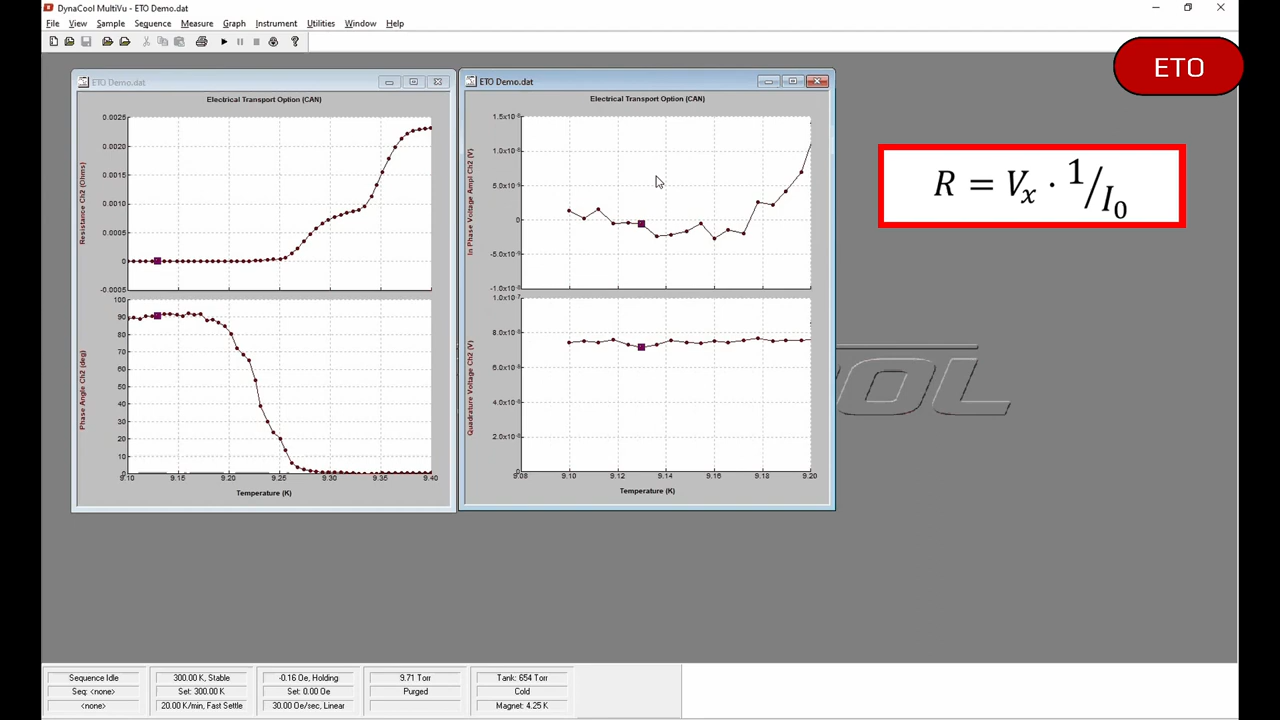 DynaCool MultiVu - ETO Demo.dat
File View Sample Sequence Measure Graph Instrument Utilities Window Help
ETO
ETO Demo.dat
Electrical Transport Option (CAN)
Resistance Ch2 (Ohms)
0.0025
0.0020
0.0015
0.0010
0.0005
0
-0.0005
Phase Angle Ch2 (deg)
100
90
80
70
60
50
40
30
20
10
0
9.10 9.15 9.20 9.25 9.30 9.35 9.40
Temperature (K)
ETO Demo.dat
Electrical Transport Option (CAN)
In Phase Voltage Ampl Ch2 (V)
0
Quadrature Voltage Ch2 (V)
0
9.08 9.10 9.12 9.14 9.16 9.18 9.20
Temperature (K)
R = Vₓ · 1/I₀
OL
Sequence Idle
Seq: <none>
<none>
300.00 K, Stable
Set: 300.00 K
20.00 K/min, Fast Settle
-0.16 Oe, Holding
Set: 0.00 Oe
30.00 Oe/sec, Linear
9.71 Torr
Purged
Tank: 654 Torr
Cold
Magnet: 4.25 K